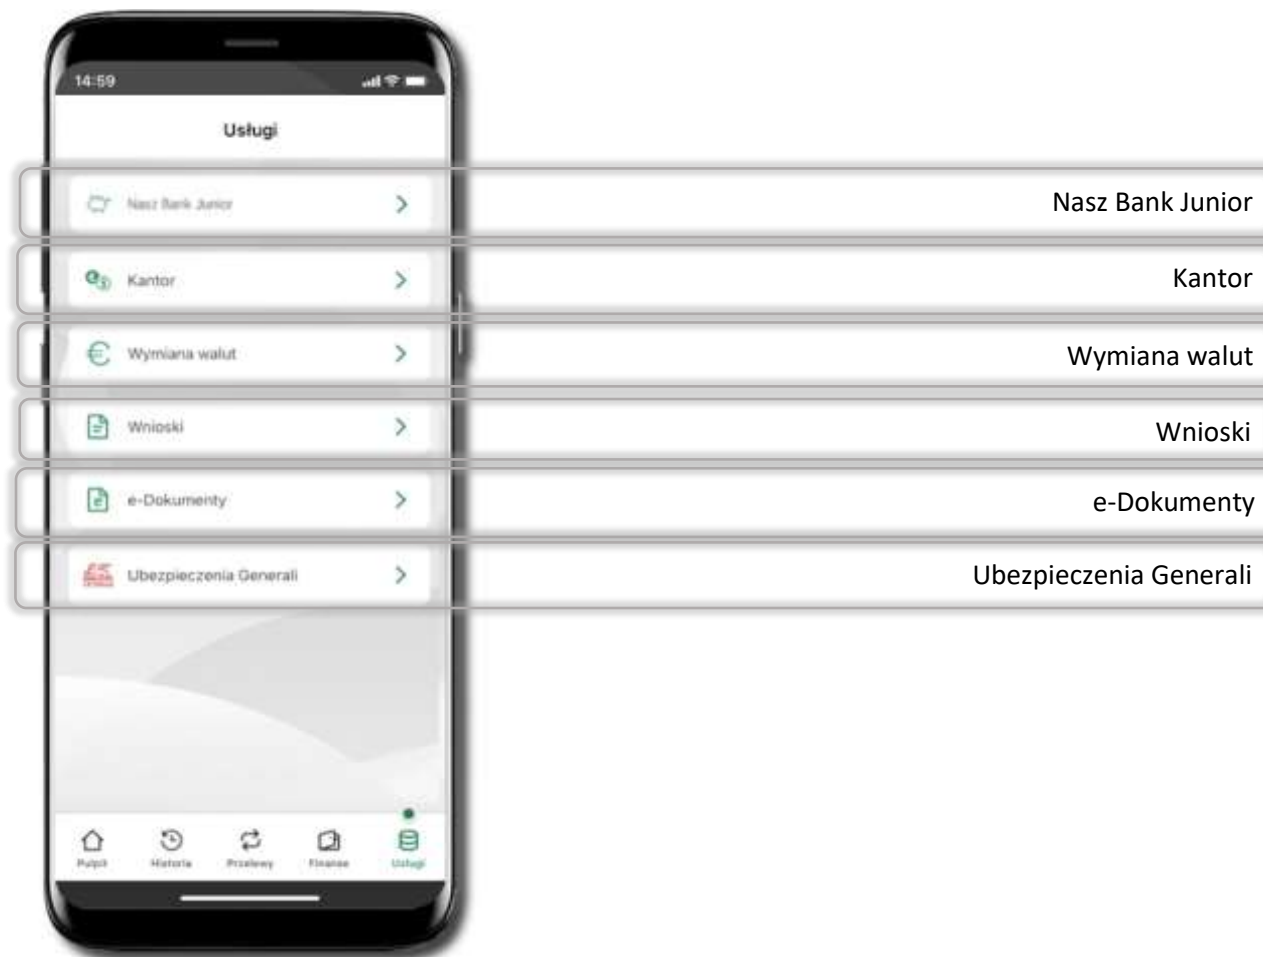 14:59
Usługi
Nasz Bank Junior
Nasz Bank Junior
Kantor
Kantor
Wymiana walut
Wymiana walut
Wnioski
Wnioski
e-Dokumenty
e-Dokumenty
Ubezpieczenia Generali
Ubezpieczenia Generali
Pulpit Historia Przelewy Finanse Usługi